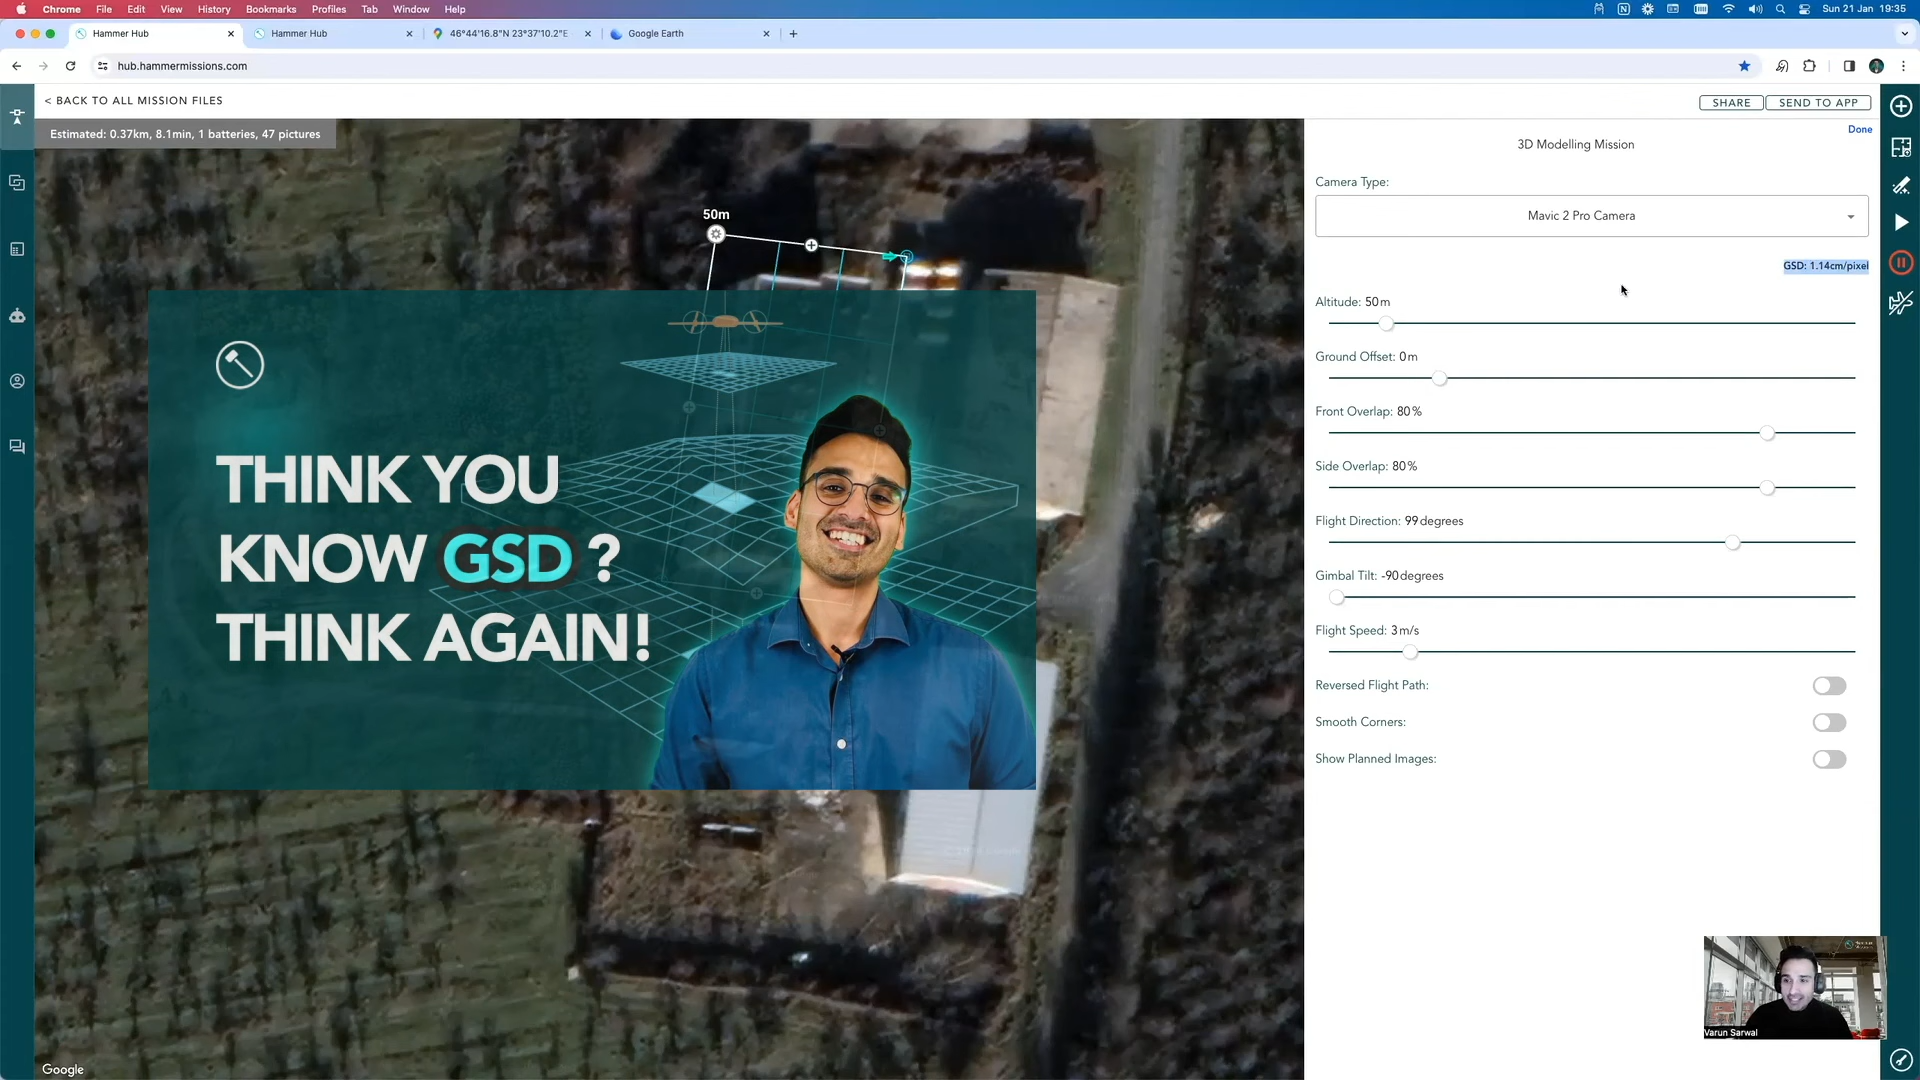 Chrome File Edit View History Bookmarks Profiles Tab Window Help
Sun 21 Jan 19:35
Hammer Hub
Hammer Hub
46°44'16.8"N 23°37'10.2"E
Google Earth
hub.hammermissions.com
< BACK TO ALL MISSION FILES
SHARE
SEND TO APP
Estimated: 0.37km, 8.1min, 1 batteries, 47 pictures
Done
3D Modelling Mission
Camera Type:
Mavic 2 Pro Camera
GSD: 1.14cm/pixel
Altitude: 50m
Ground Offset: 0m
Front Overlap: 80%
Side Overlap: 80%
Flight Direction: 99degrees
Gimbal Tilt: -90degrees
Flight Speed: 3m/s
Reversed Flight Path:
Smooth Corners:
Show Planned Images:
50m
THINK YOU
KNOW GSD ?
THINK AGAIN!
Google
Varun Sarwal